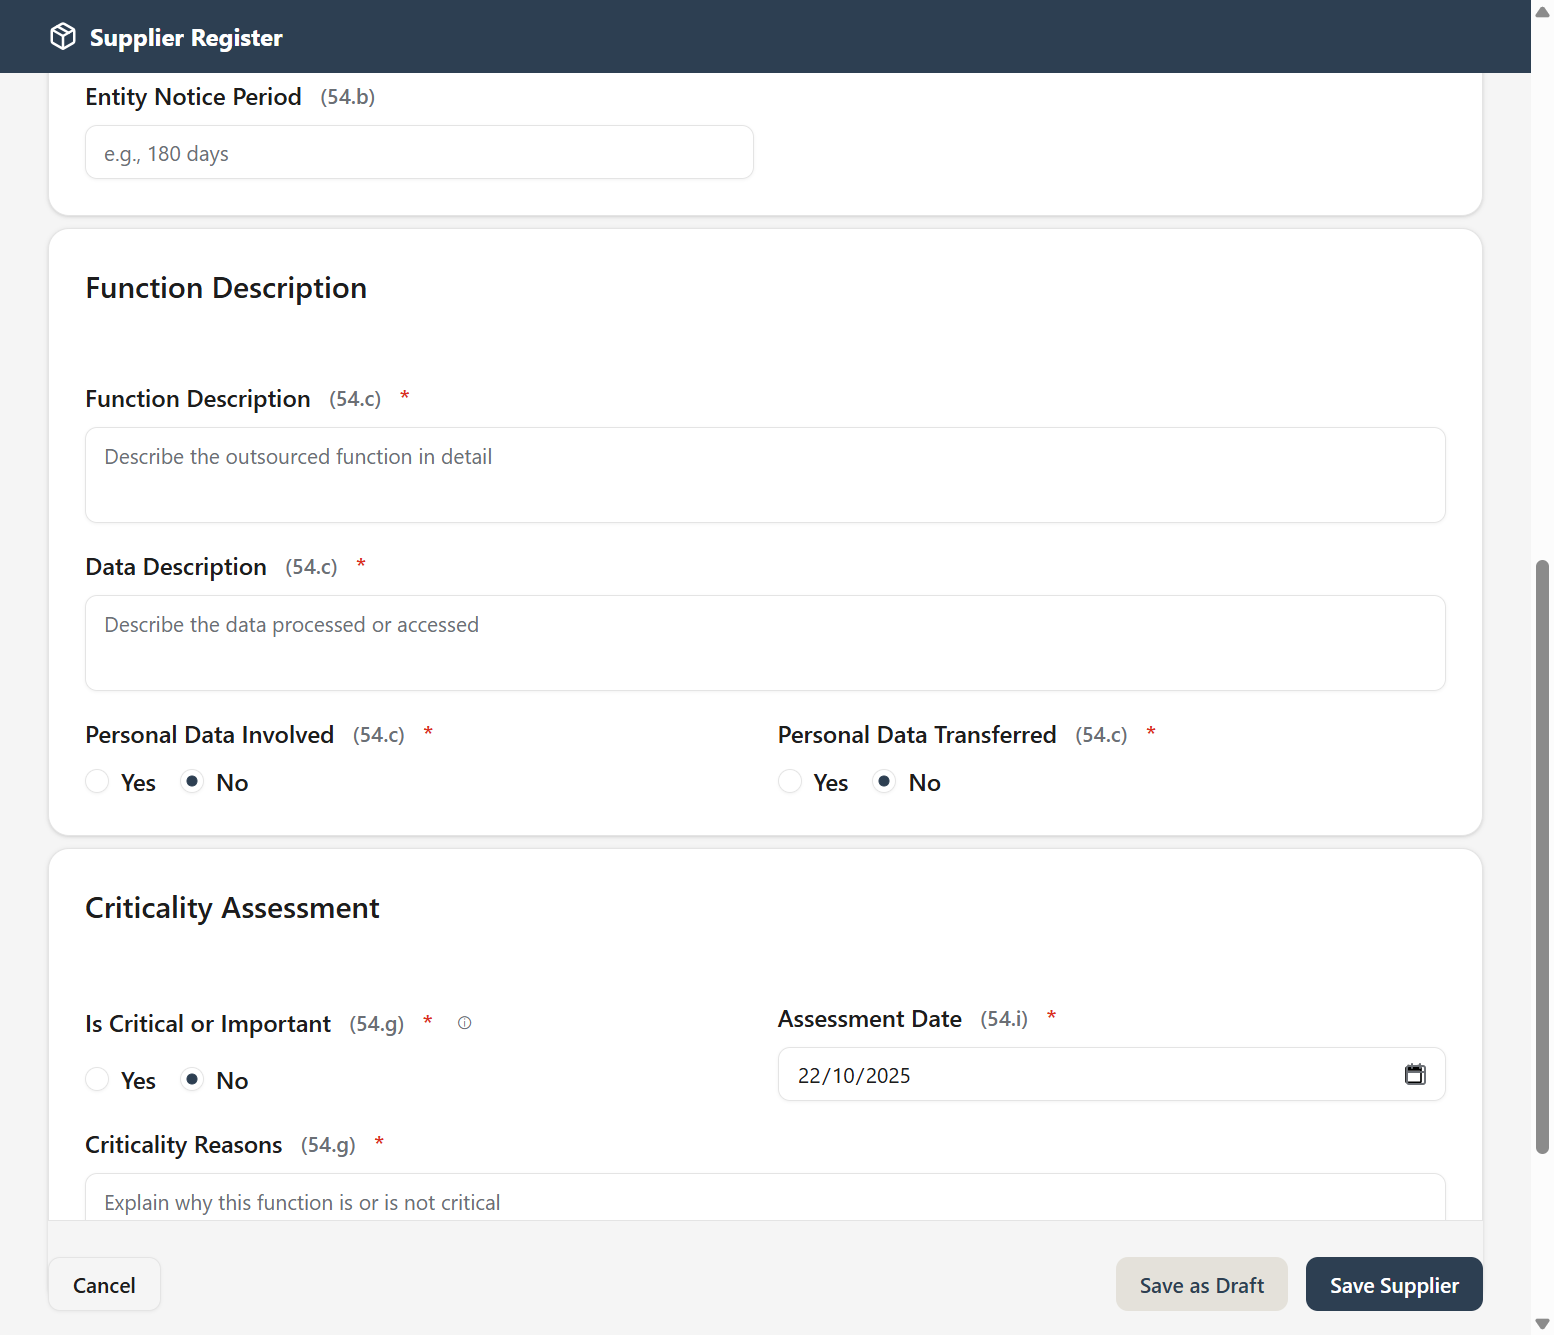 Supplier Register
Entity Notice Period (54.b)
e.g., 180 days
Function Description
Function Description (54.c) *
Describe the outsourced function in detail
Data Description (54.c) *
Describe the data processed or accessed
Personal Data Involved (54.c) *
Personal Data Transferred (54.c) *
Yes No
Yes No
Criticality Assessment
Is Critical or Important (54.g) *
Assessment Date (54.i) *
Yes No
22/10/2025
Criticality Reasons (54.g) *
Explain why this function is or is not critical
Cancel
Save as Draft
Save Supplier